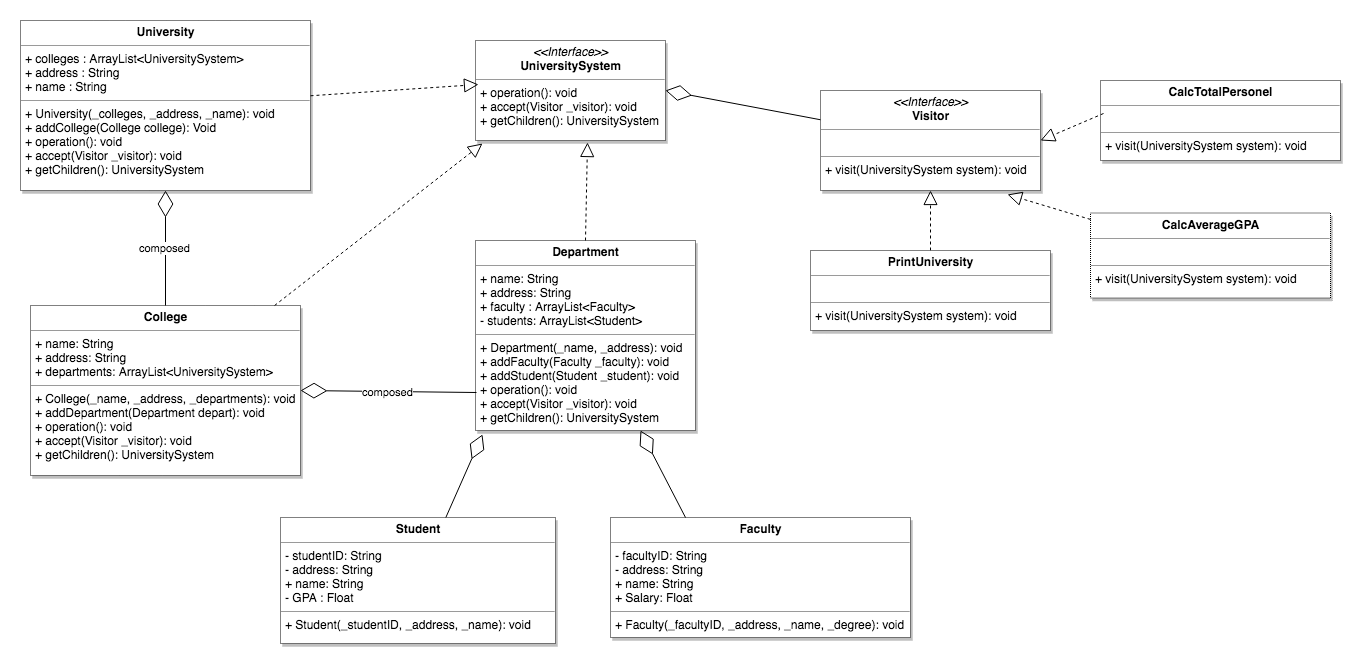 University
+ colleges : ArrayList<UniversitySystem>
+ address : String
+ name : String
+ University(_colleges, _address, _name): void
+ addCollege(College college): Void
+ operation(): void
+ accept(Visitor _visitor): void
+ getChildren(): UniversitySystem
<<Interface>>
UniversitySystem
+ operation(): void
+ accept(Visitor _visitor): void
+ getChildren(): UniversitySystem
<<Interface>>
Visitor
+ visit(UniversitySystem system): void
CalcTotalPersonel
+ visit(UniversitySystem system): void
CalcAverageGPA
+ visit(UniversitySystem system): void
PrintUniversity
+ visit(UniversitySystem system): void
composed
College
+ name: String
+ address: String
+ departments: ArrayList<UniversitySystem>
+ College(_name, _address, _departments): void
+ addDepartment(Department depart): void
+ operation(): void
+ accept(Visitor _visitor): void
+ getChildren(): UniversitySystem
composed
Department
+ name: String
+ address: String
+ faculty : ArrayList<Faculty>
- students: ArrayList<Student>
+ Department(_name, _address): void
+ addFaculty(Faculty _faculty): void
+ addStudent(Student _student): void
+ operation(): void
+ accept(Visitor _visitor): void
+ getChildren(): UniversitySystem
Student
- studentID: String
- address: String
+ name: String
- GPA : Float
+ Student(_studentID, _address, _name): void
Faculty
- facultyID: String
- address: String
+ name: String
+ Salary: Float
+ Faculty(_facultyID, _address, _name, _degree): void